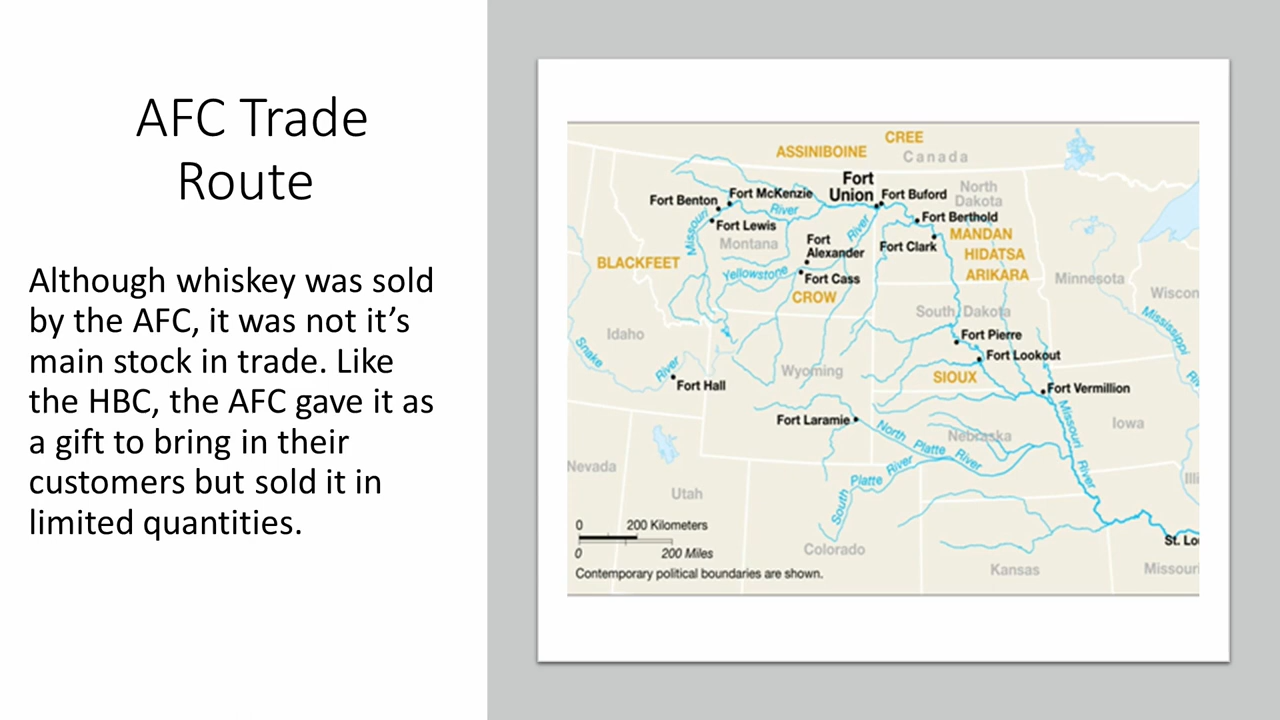 AFC Trade
Route
Although whiskey was sold
by the AFC, it was not it’s
main stock in trade. Like
the HBC, the AFC gave it as
a gift to bring in their
customers but sold it in
limited quantities.
CREE
ASSINIBOINE
Canada
Fort
Union
Fort Benton
Fort McKenzie
Fort Buford
North
Dakota
River
Fort Berthold
Missouri
Fort Lewis
River
MANDAN
Montana
Fort
Alexander
Fort Clark
HIDATSA
BLACKFEET
Yellowstone
Fort Cass
ARIKARA
Minnesota
CROW
Wiscon
South Dakota
Mississippi
Idaho
Fort Pierre
Snake
River
Fort Lookout
Wyoming
SIOUX
Ri
Fort Hall
Fort Vermillion
Fort Laramie
Missouri
River
Iowa
North Platte River
Nebraska
Nevada
South Platte River
Utah
Illi
0 200 Kilometers
0 200 Miles
St. Lo
Colorado
Kansas
Missouri
Contemporary political boundaries are shown.